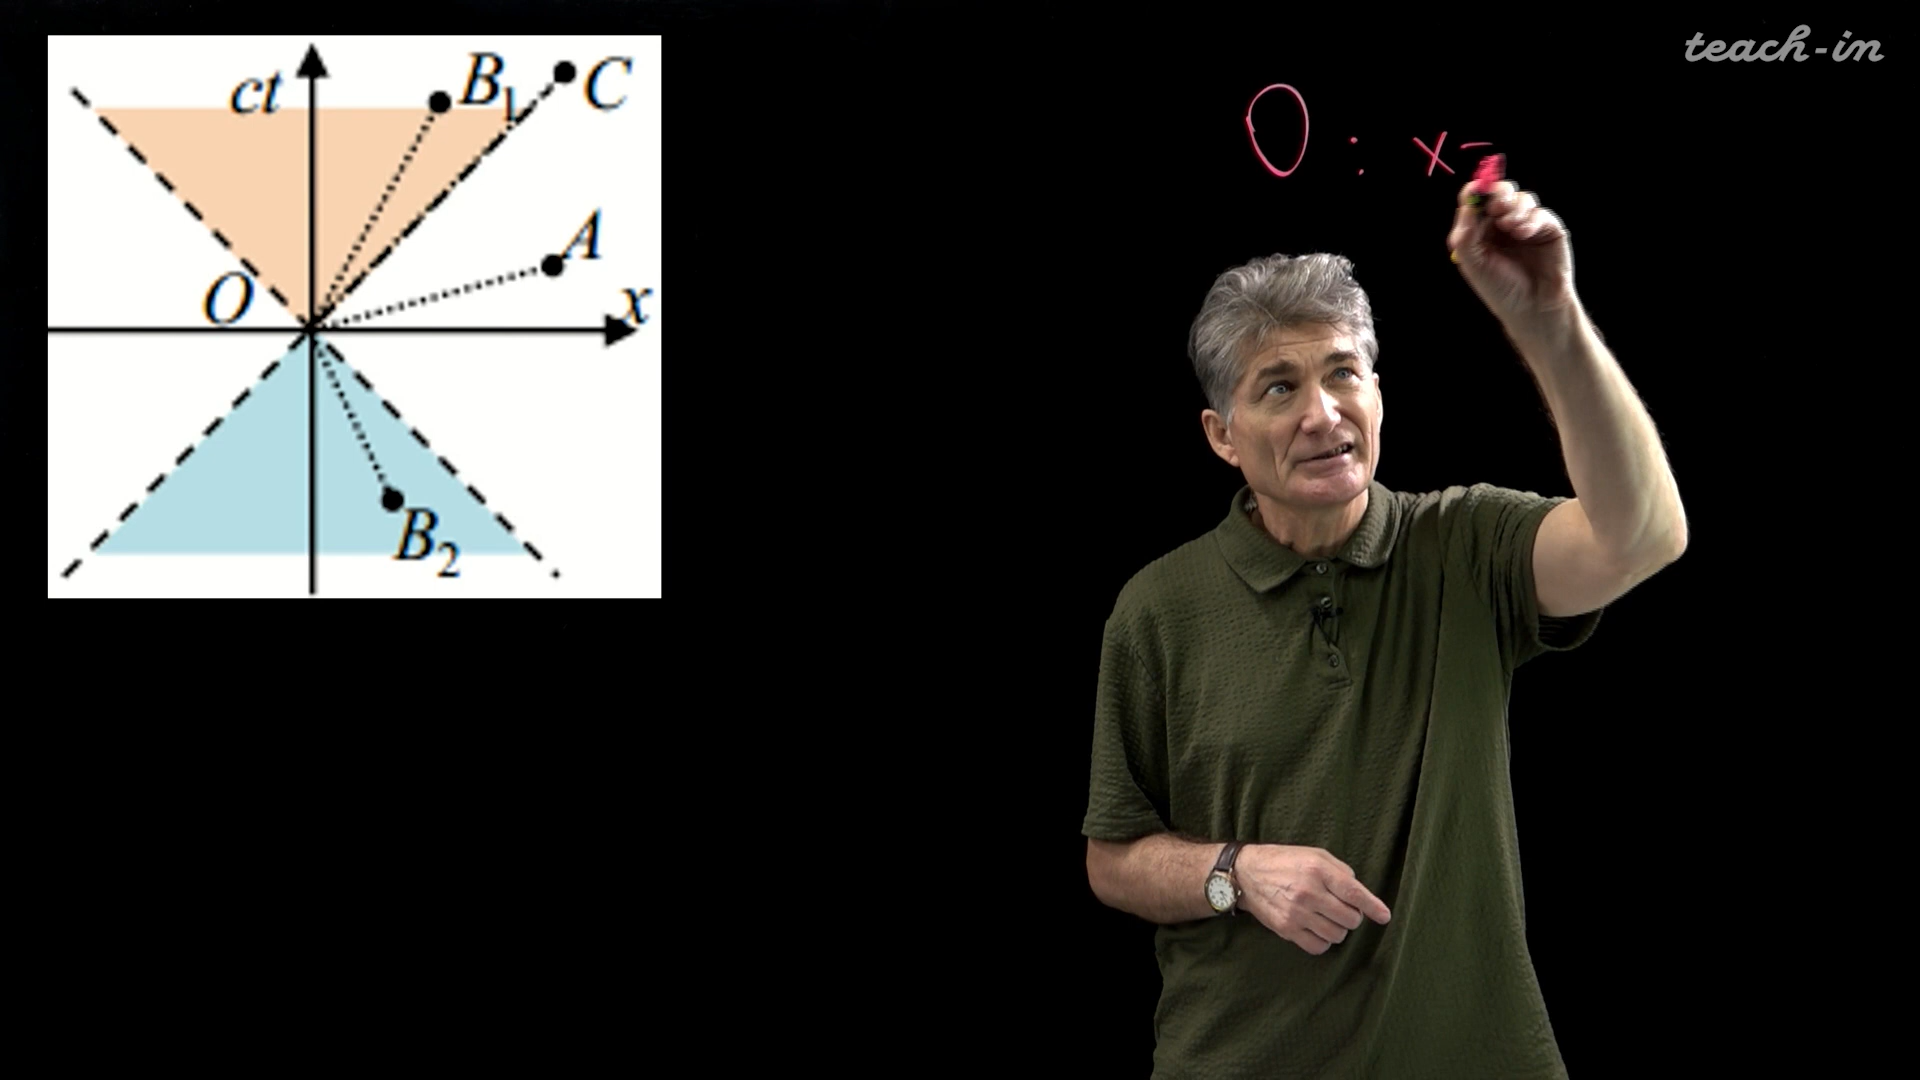 teach-in
ct
B₁
C
A
O
x
B₂
O : x =